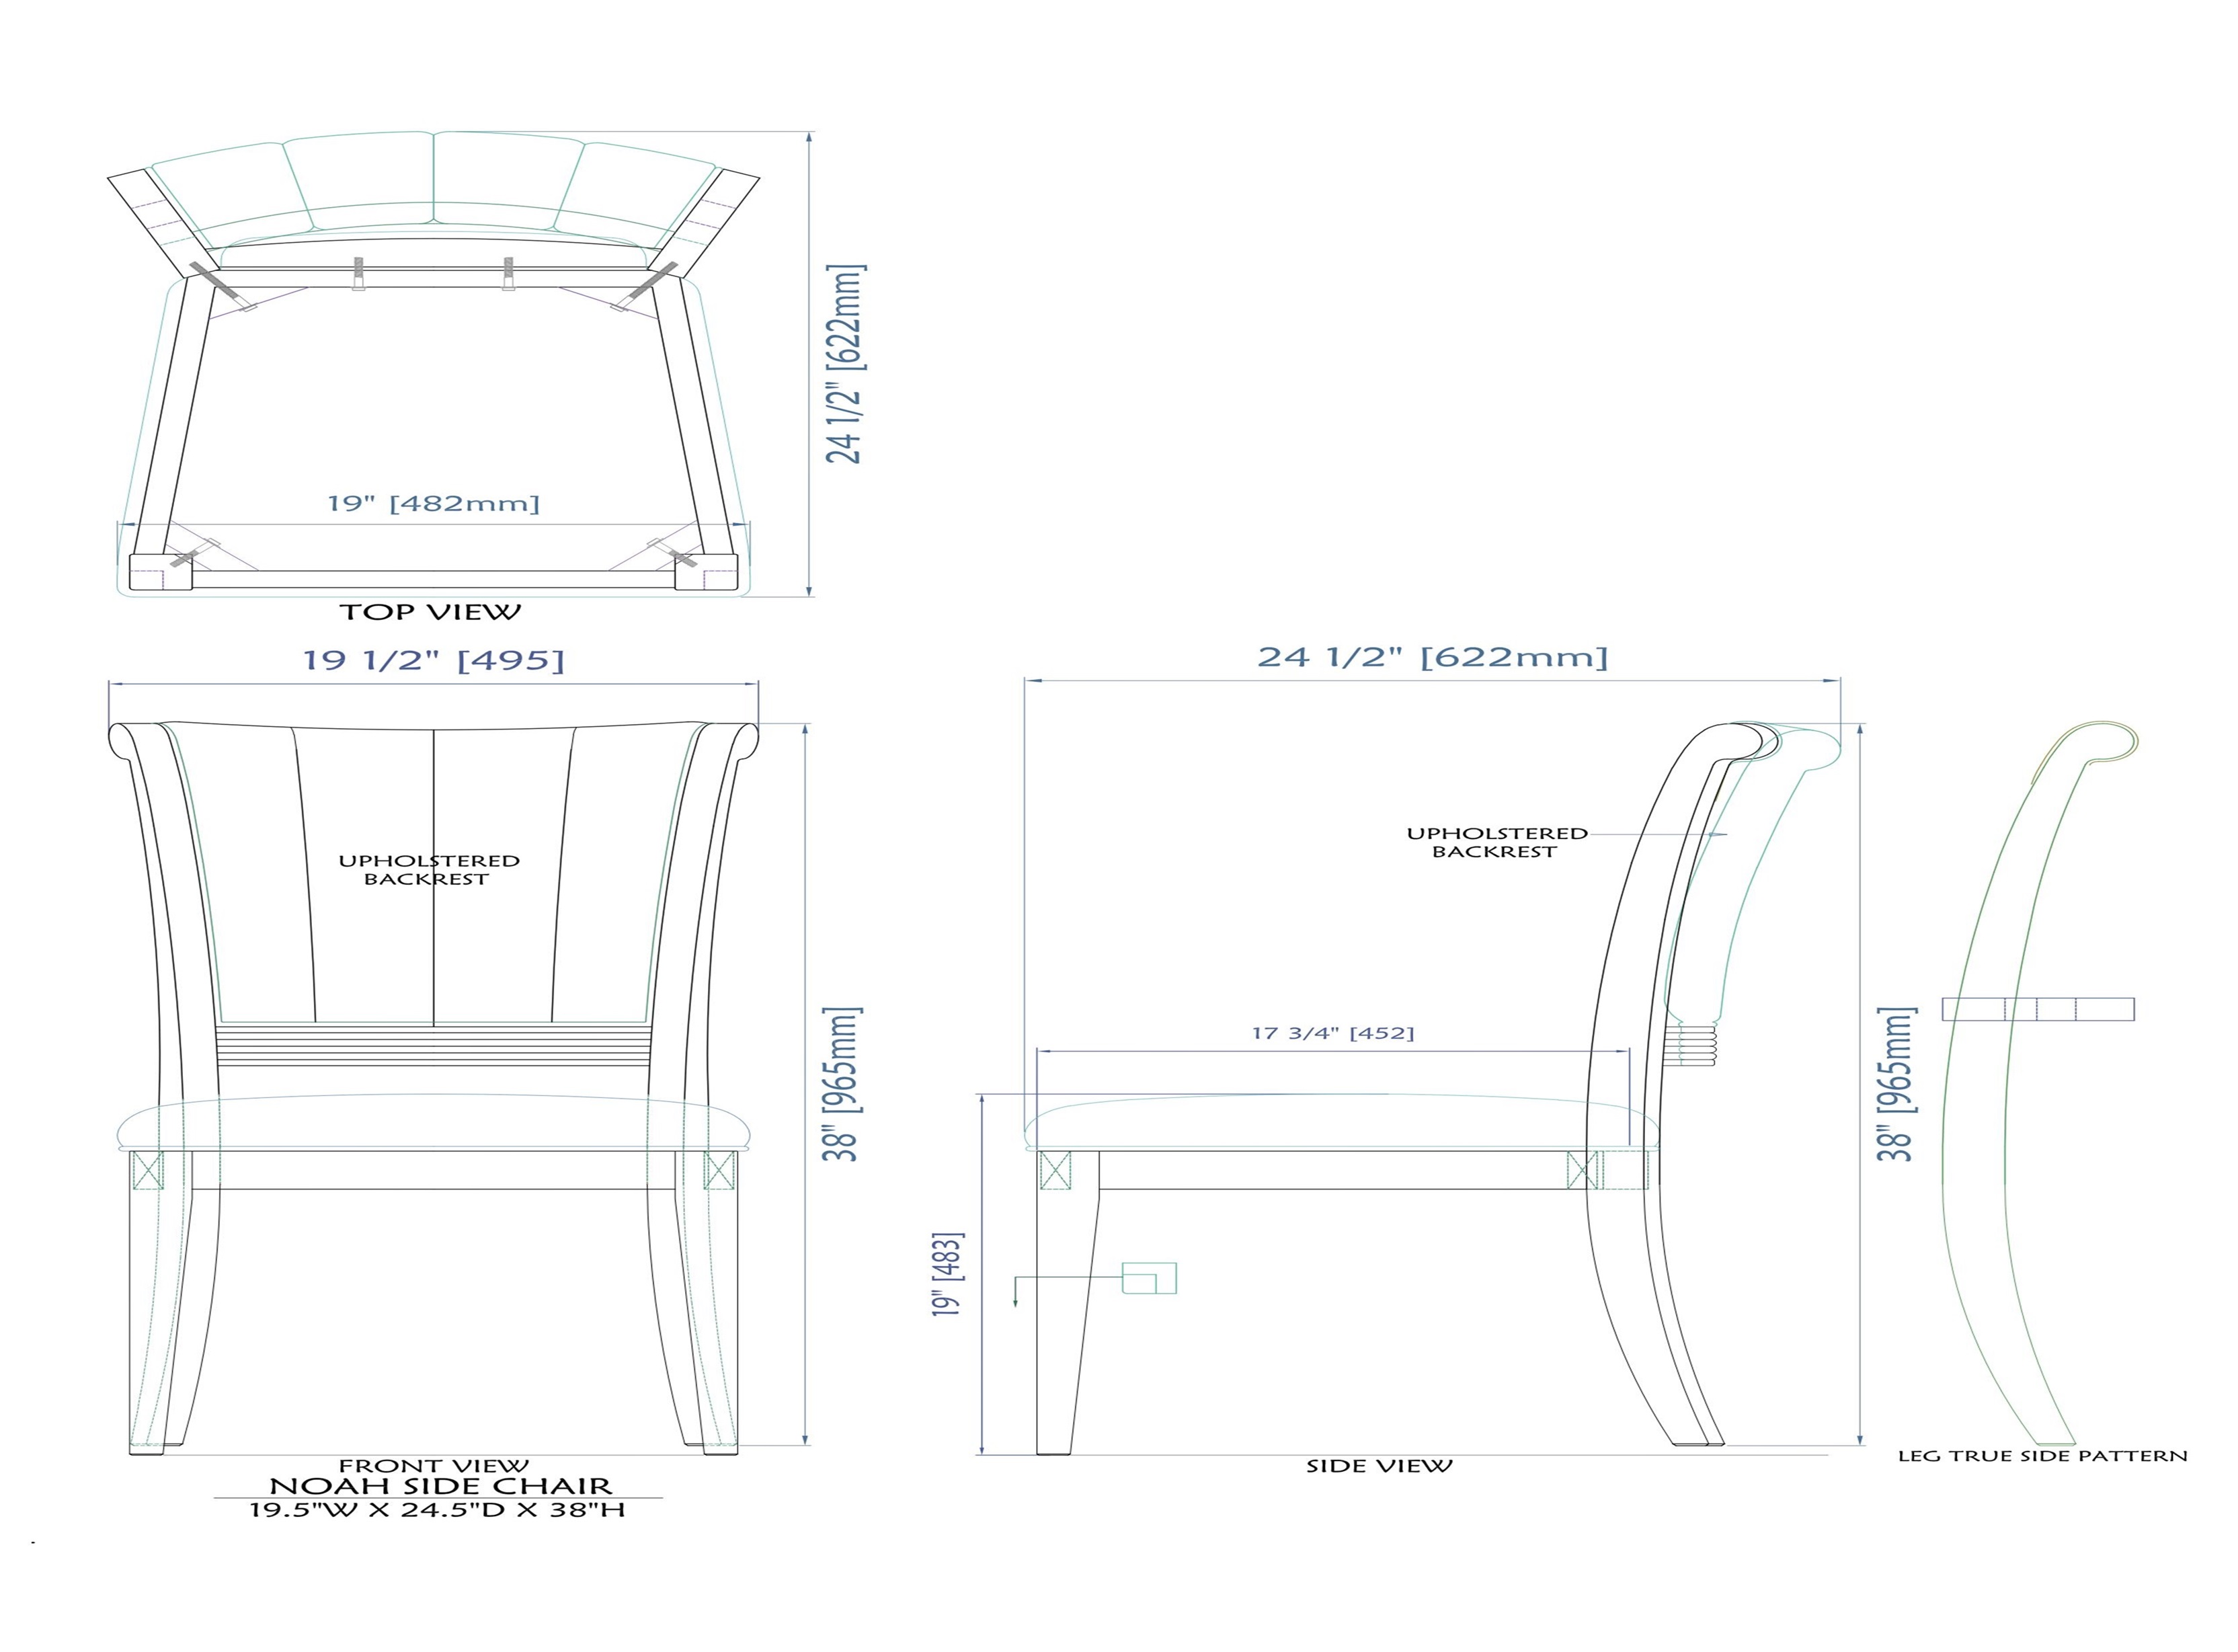 24 1/2" [622mm]
19" [482mm]
TOP VIEW
19 1/2" [495]
UPHOLSTERED
BACKREST
38" [965mm]
FRONT VIEW
NOAH SIDE CHAIR
19.5"W X 24.5"D X 38"H
24 1/2" [622mm]
UPHOLSTERED
BACKREST
17 3/4" [452]
19" [483]
38" [965mm]
SIDE VIEW
LEG TRUE SIDE PATTERN